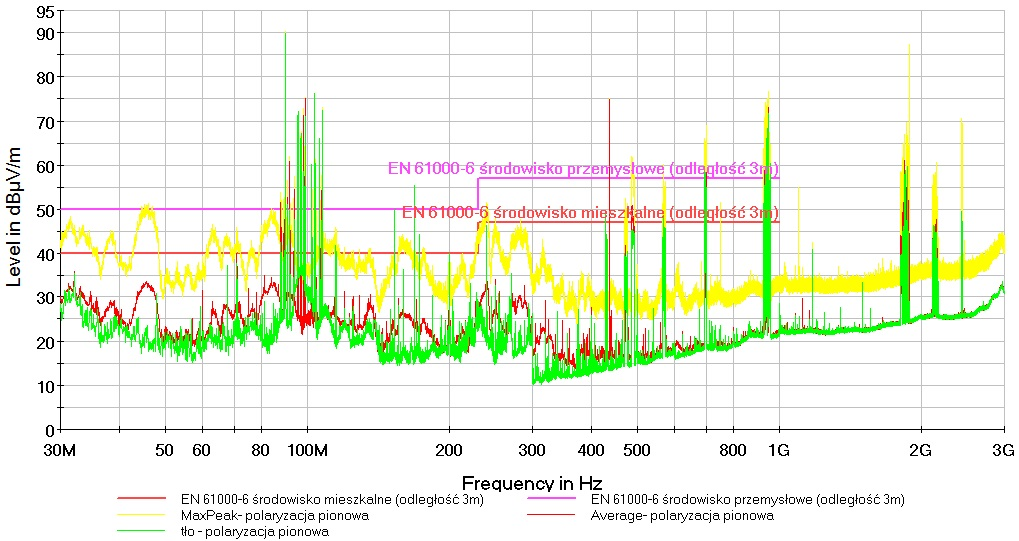 95
90
80
70
60
50
40
30
20
10
0
Level in dBµV/m
EN 61000-6 środowisko przemysłowe (odległość 3m)
EN 61000-6 środowisko mieszkalne (odległość 3m)
30M 50 60 80 100M 200 300 400 500 800 1G 2G 3G
Frequency in Hz
EN 61000-6 środowisko mieszkalne (odległość 3m) EN 61000-6 środowisko przemysłowe (odległość 3m)
MaxPeak- polaryzacja pionowa Average- polaryzacja pionowa
tło - polaryzacja pionowa